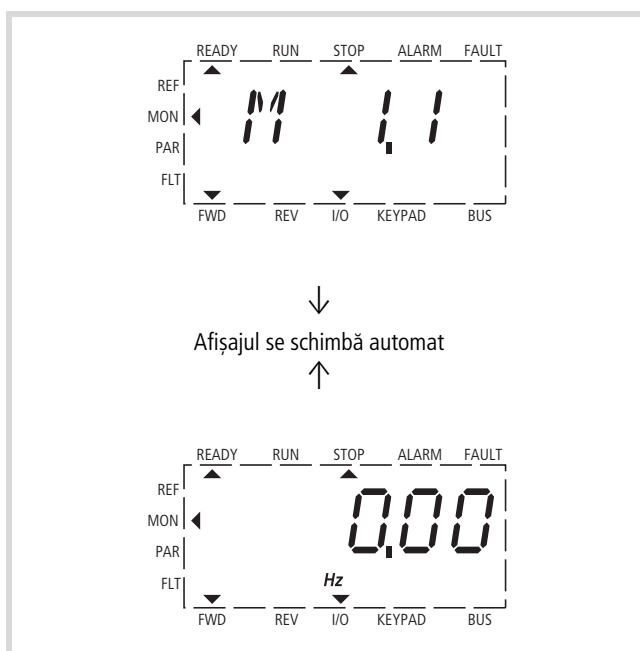 READY RUN STOP ALARM FAULT
REF
MON M 1.1
PAR
FLT
FWD REV I/O KEYPAD BUS
Afișajul se schimbă automat
READY RUN STOP ALARM FAULT
REF
MON 0.00
PAR
FLT Hz
FWD REV I/O KEYPAD BUS